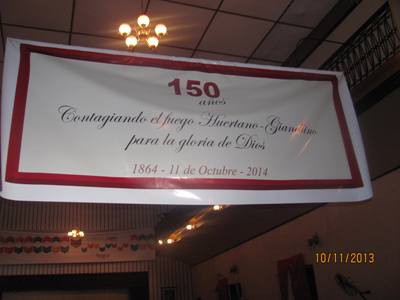 150
años
Contagiando el fuego Huertano-Giandúino
para la gloria de Dios
1864 - 11 de Octubre - 2014
10/11/2013